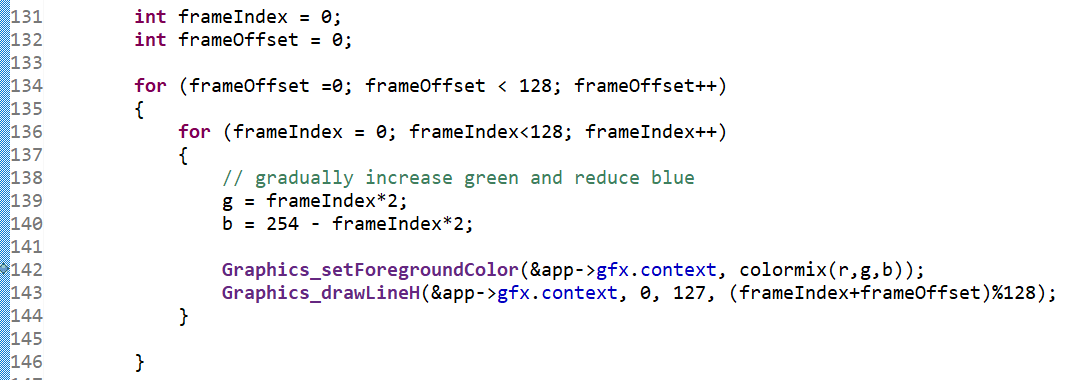 131 int frameIndex = 0;
132 int frameOffset = 0;
133
134 for (frameOffset =0; frameOffset < 128; frameOffset++)
135 {
136 for (frameIndex = 0; frameIndex<128; frameIndex++)
137 {
138 // gradually increase green and reduce blue
139 g = frameIndex*2;
140 b = 254 - frameIndex*2;
141
142 Graphics_setForegroundColor(&app->gfx.context, colormix(r,g,b));
143 Graphics_drawLineH(&app->gfx.context, 0, 127, (frameIndex+frameOffset)%128);
144 }
145
146 }